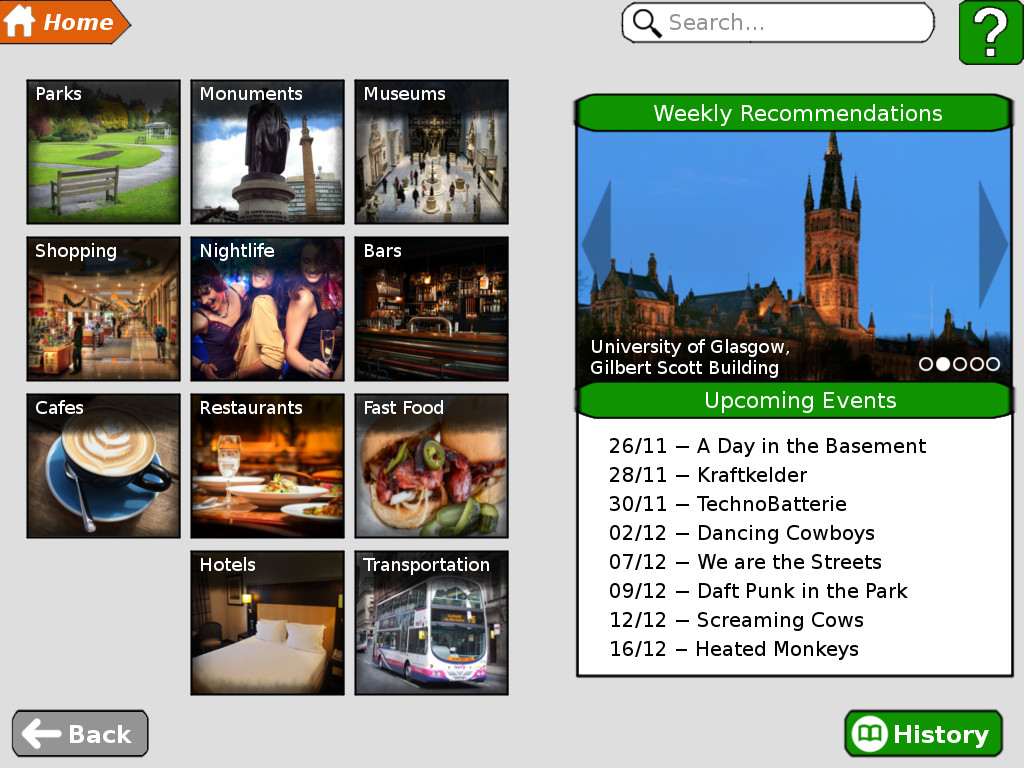 Home
Search...
?
Parks
Monuments
Museums
Shopping
Nightlife
Bars
Cafes
Restaurants
Fast Food
Hotels
Transportation
Weekly Recommendations
University of Glasgow,
Gilbert Scott Building
Upcoming Events
26/11 – A Day in the Basement
28/11 – Kraftkelder
30/11 – TechnoBatterie
02/12 – Dancing Cowboys
07/12 – We are the Streets
09/12 – Daft Punk in the Park
12/12 – Screaming Cows
16/12 – Heated Monkeys
Back
History